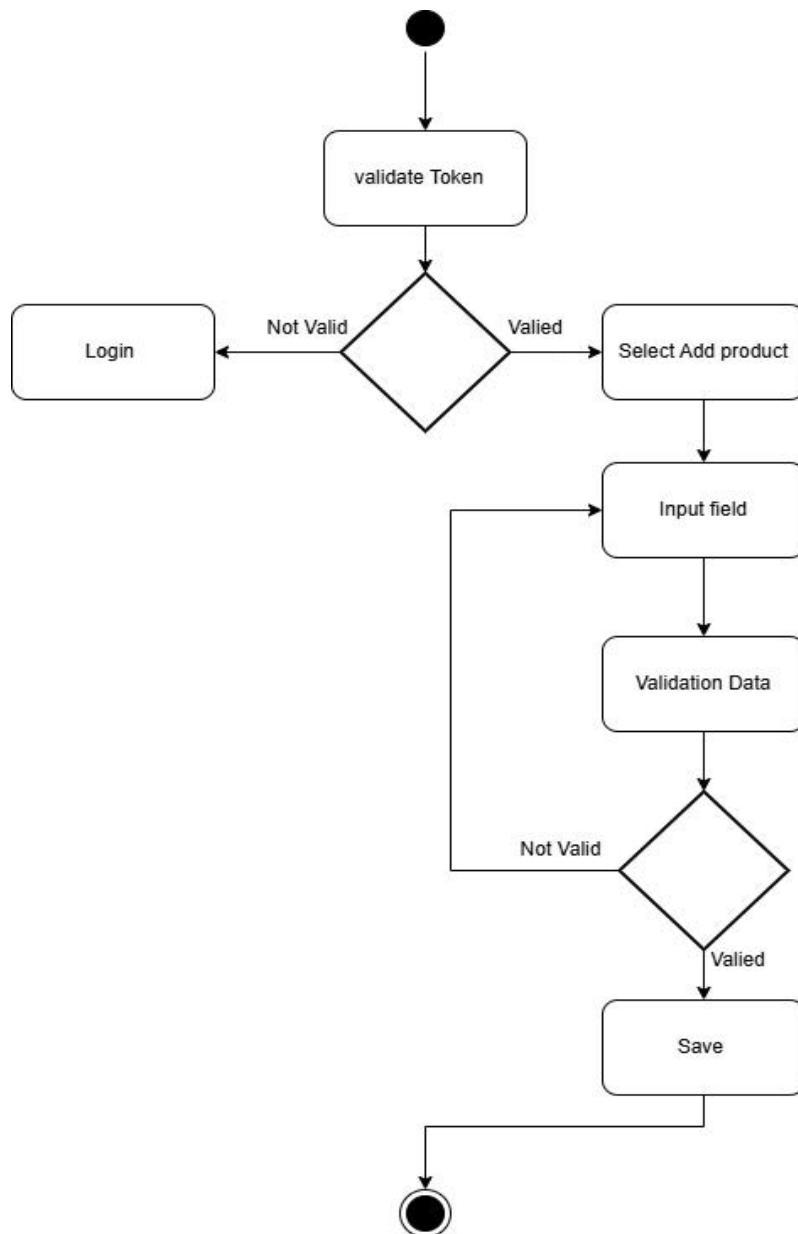 validate Token
Not Valid
Valied
Login
Select Add product
Input field
Validation Data
Not Valid
Valied
Save